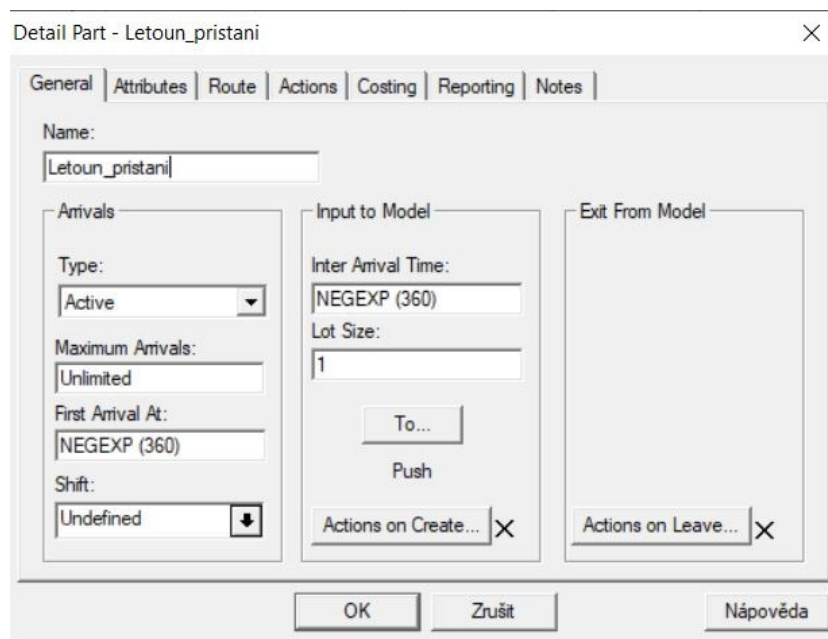 Detail Part - Letoun_pristani
General Attributes Route Actions Costing Reporting Notes
Name:
Letoun_pristani
Arrivals
Type:
Active
Maximum Arrivals:
Unlimited
First Arrival At:
NEGEXP (360)
Shift:
Undefined
Input to Model
Inter Arrival Time:
NEGEXP (360)
Lot Size:
1
To...
Push
Actions on Create...
Exit From Model
Actions on Leave...
OK Zrušit Nápověda